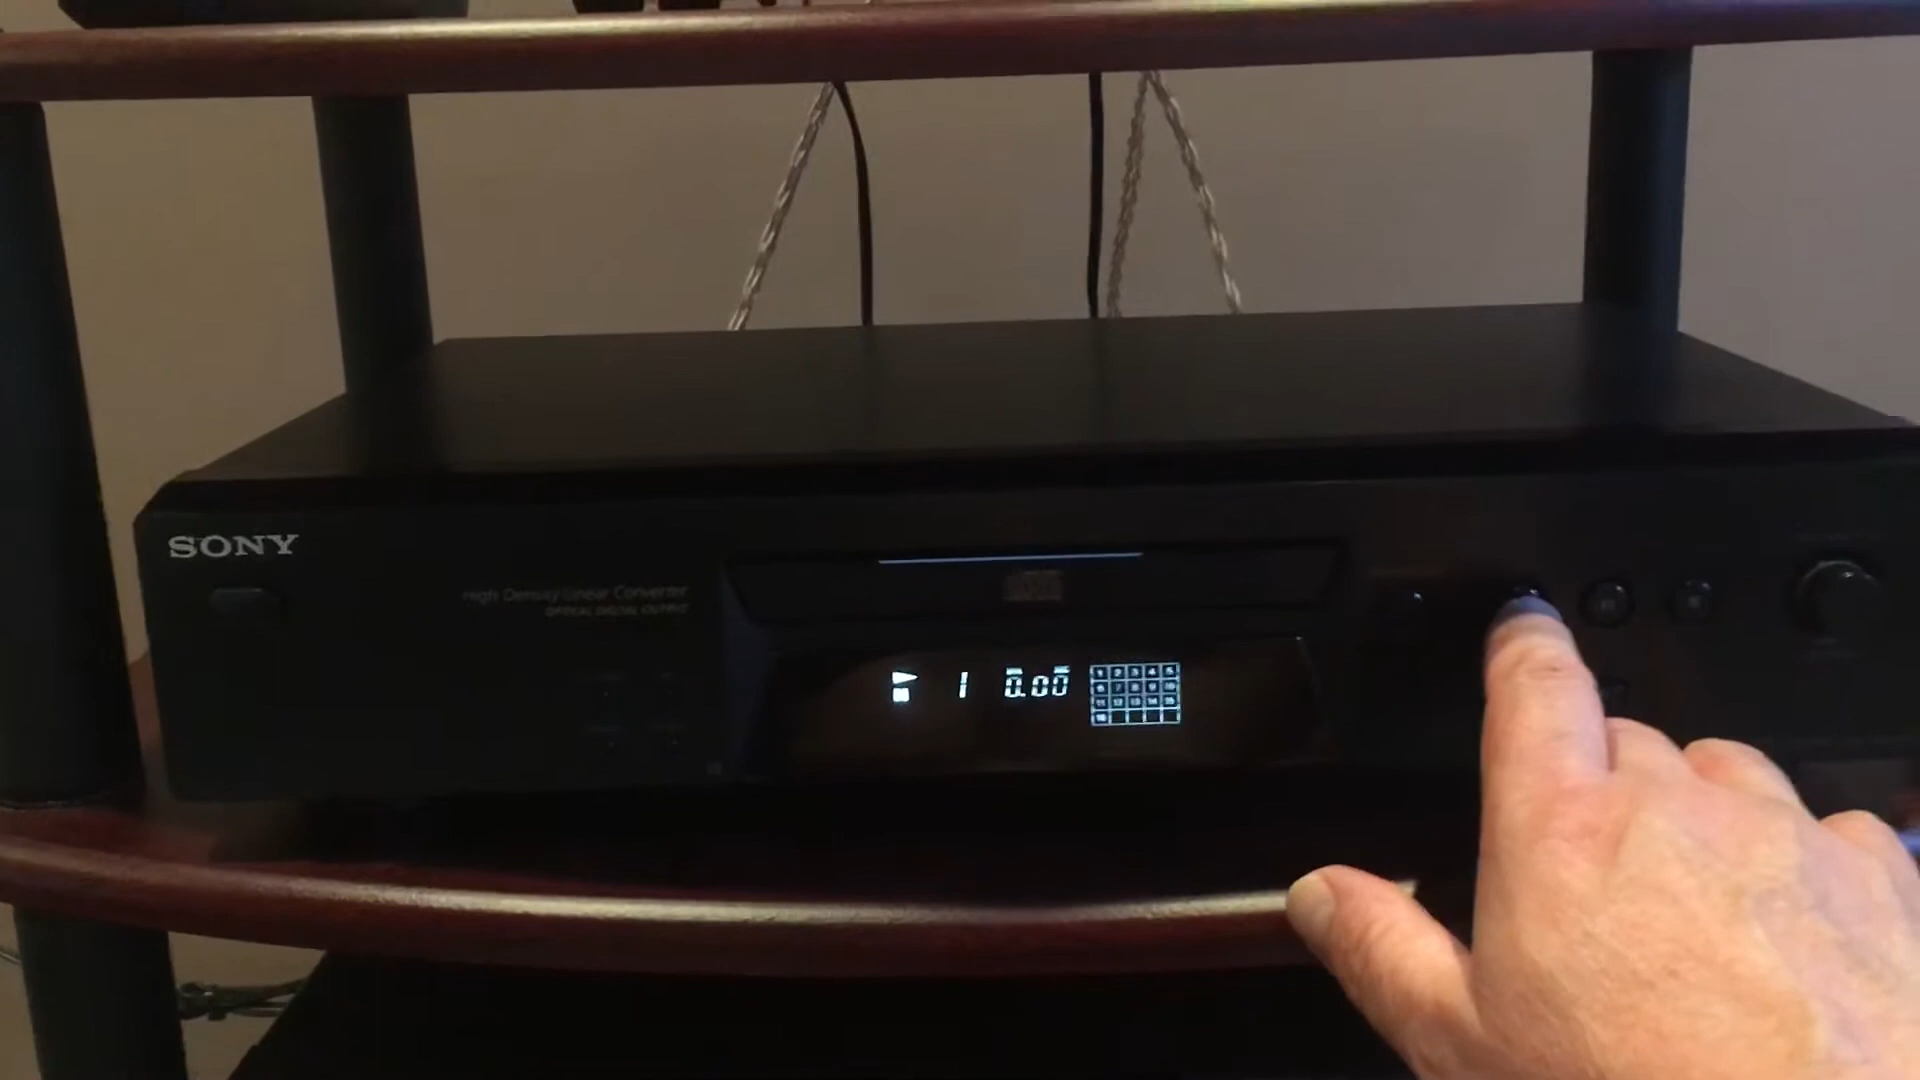 SONY
High Density Linear Converter
OPTICAL DIGITAL OUTPUT
1 0.00
1 2 3 4 5
6 7 8 9 10
11 12 13 14 15
16